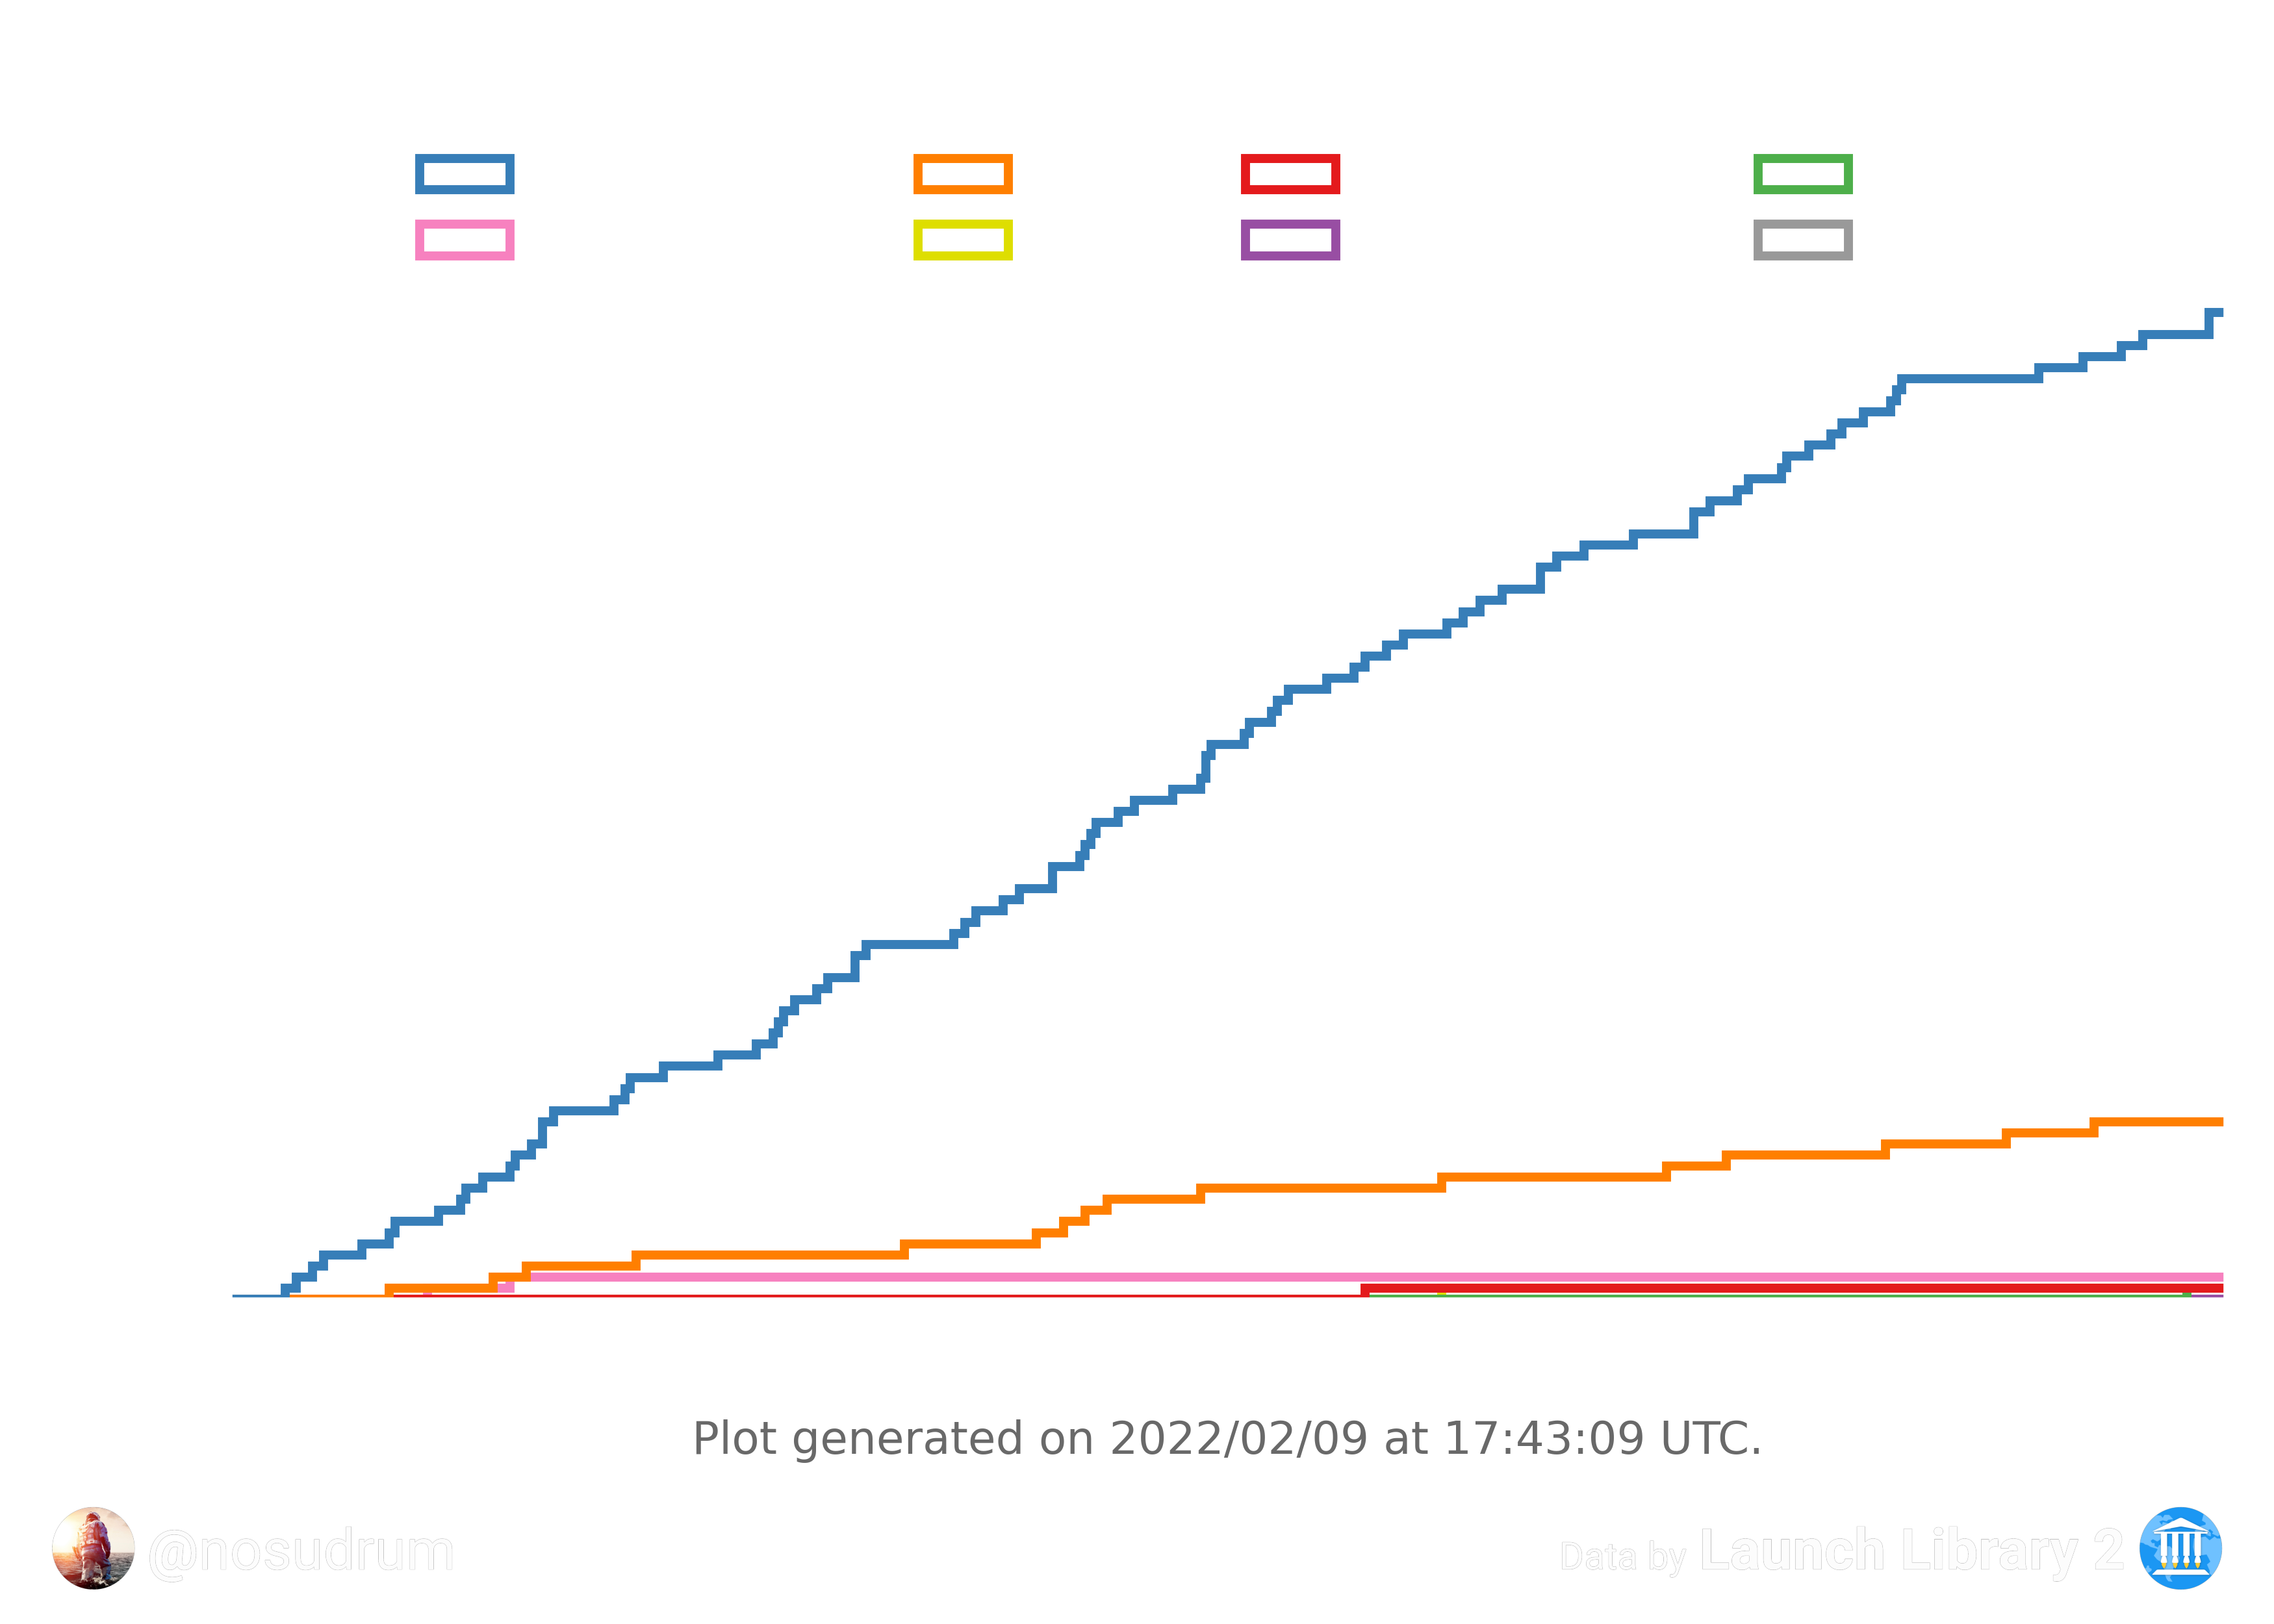 Plot generated on 2022/02/09 at 17:43:09 UTC.
@nosudrum
Data by Launch Library 2